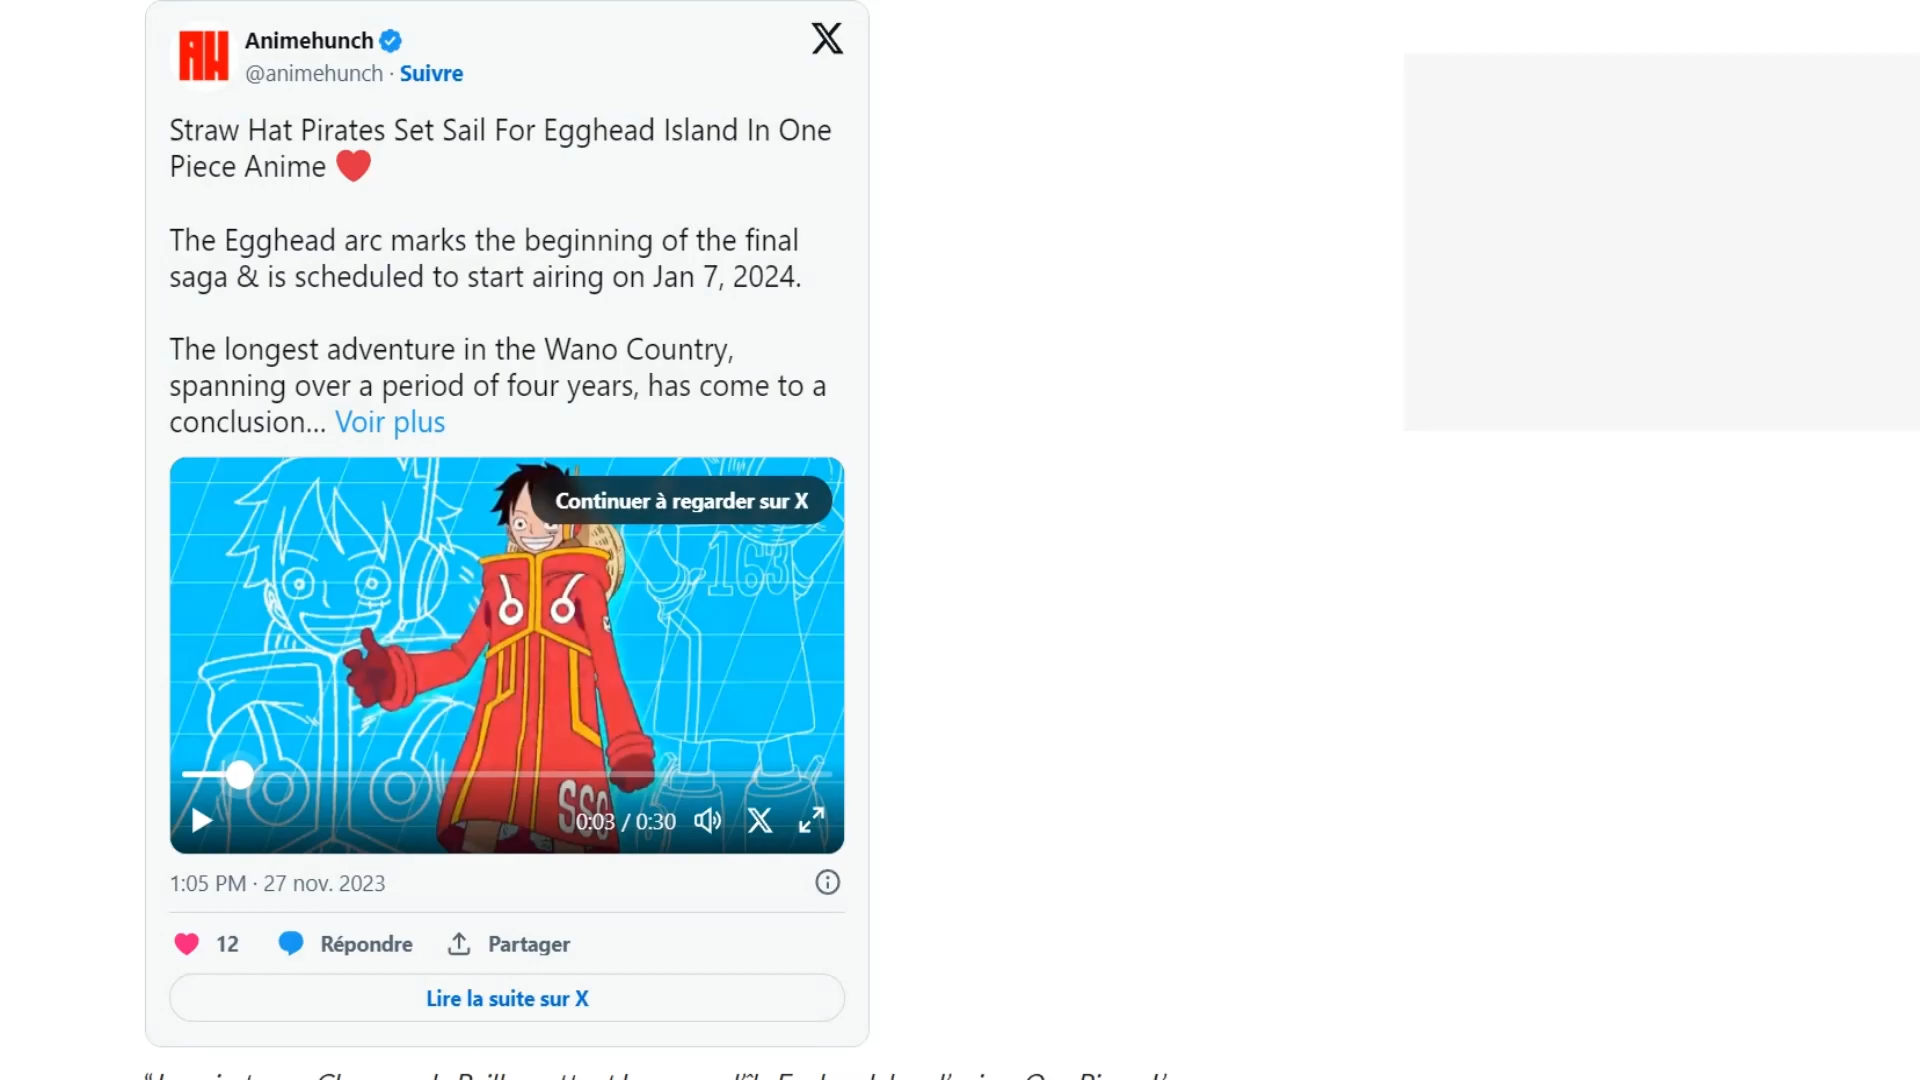 Animehunch
@animehunch · Suivre
Straw Hat Pirates Set Sail For Egghead Island In One
Piece Anime ❤️
The Egghead arc marks the beginning of the final
saga & is scheduled to start airing on Jan 7, 2024.
The longest adventure in the Wano Country,
spanning over a period of four years, has come to a
conclusion... Voir plus
Continuer à regarder sur X
163
SSG
0:03 / 0:30
1:05 PM · 27 nov. 2023
12 Répondre Partager
Lire la suite sur X